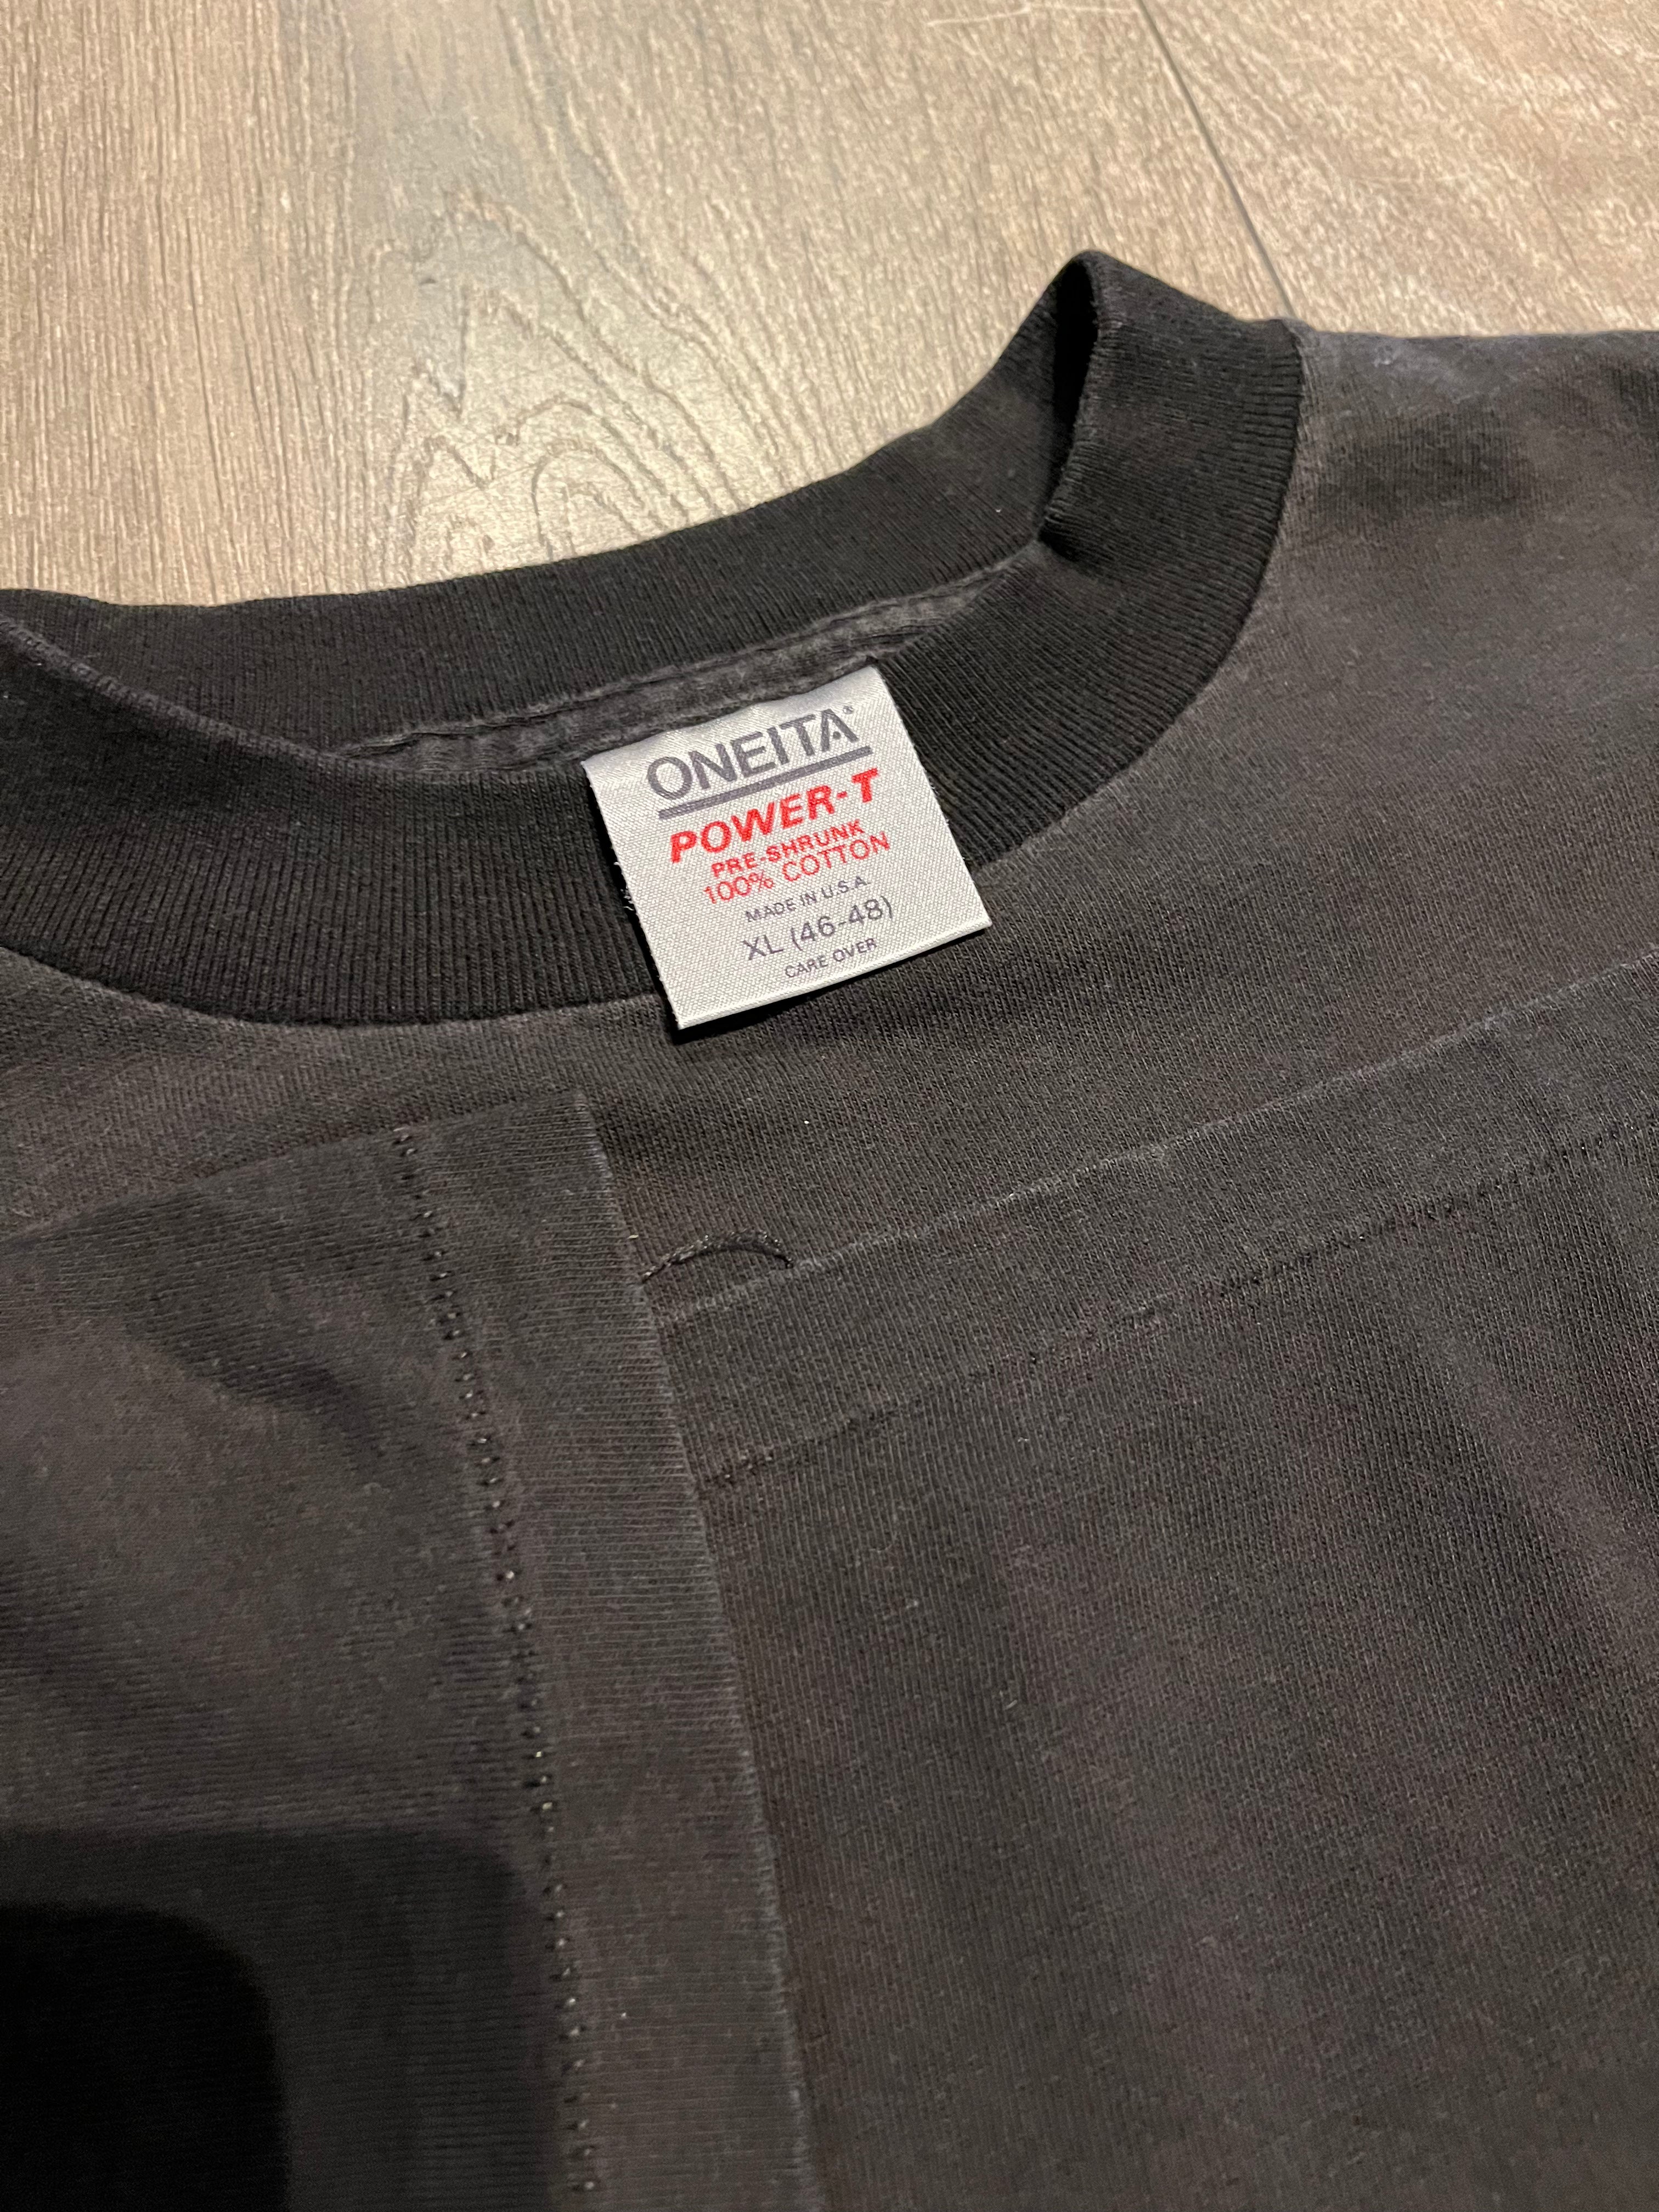 ONEITA®
POWER-T
PRE-SHRUNK
100% COTTON
MADE IN U.S.A.
XL (46-48)
CARE OVER